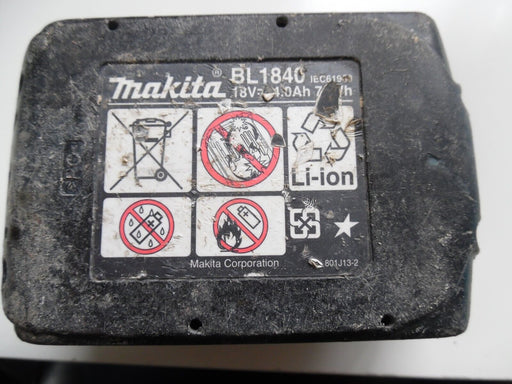 makita® BL1840
18V⎓ 4.0Ah
Li-ion
Makita Corporation
801J13-2